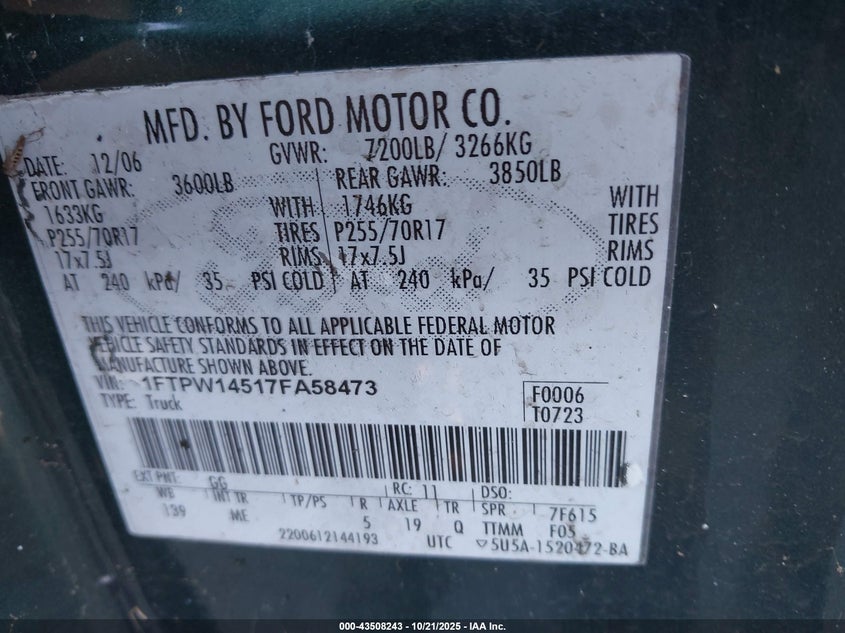 MFD. BY FORD MOTOR CO.
DATE: 12/06 GVWR: 7200LB/ 3266KG
FRONT GAWR: 3600LB REAR GAWR: 3850LB
1633KG WITH 1746KG WITH
P255/70R17 TIRES P255/70R17 TIRES
17x7.5J RIMS 17x7.5J RIMS
AT 240 kPa/ 35 PSI COLD AT 240 kPa/ 35 PSI COLD
THIS VEHICLE CONFORMS TO ALL APPLICABLE FEDERAL MOTOR
VEHICLE SAFETY STANDARDS IN EFFECT ON THE DATE OF
MANUFACTURE SHOWN ABOVE.
VIN: 1FTPW14517FA58473 F0006
TYPE: Truck T0723
EXT PNT: GG RC: 11 DSO:
WB INT TR TP/PS R AXLE TR SPR 7F615
139 ME 5 19 Q TTMM F05
2200612144193 UTC ▽5U5A-1520472-BA
000-43508243 - 10/21/2025 - IAA Inc.